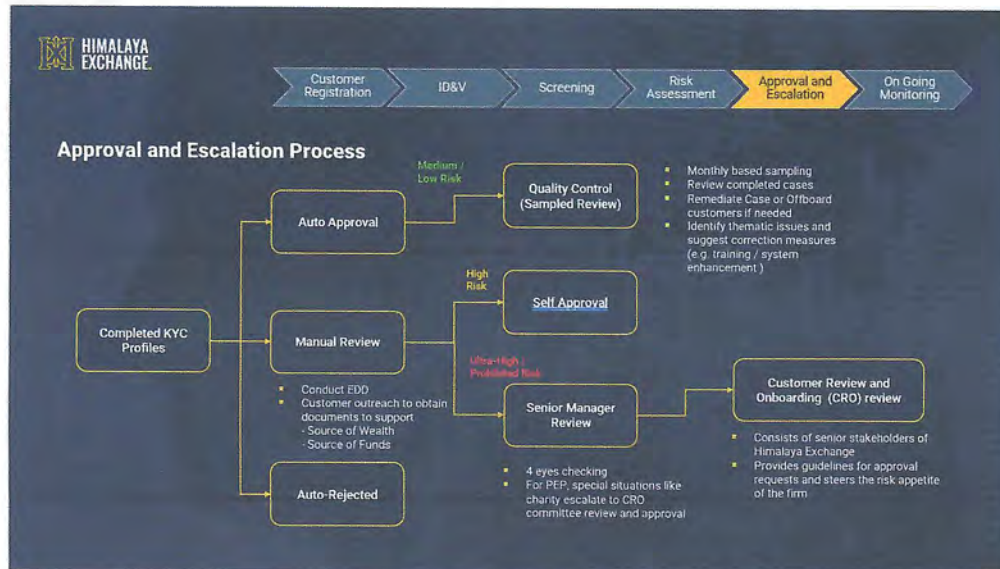 HIMALAYA
EXCHANGE.
Customer
Registration
ID&V
Screening
Risk
Assessment
Approval and
Escalation
On Going
Monitoring
Approval and Escalation Process
Medium /
Low Risk
Auto Approval
Quality Control
(Sampled Review)
Monthly based sampling
Review completed cases
Remediate Case or Offboard
customers if needed
Identify thematic issues and
suggest correction measures
(e.g. training / system
enhancement )
High
Risk
Self Approval
Completed KYC
Profiles
Manual Review
Conduct EDD
Customer outreach to obtain
documents to support
- Source of Wealth
- Source of Funds
Ultra-High /
Prohibited Risk
Senior Manager
Review
4 eyes checking
For PEP, special situations like
charity escalate to CRO
committee review and approval
Customer Review and
Onboarding (CRO) review
Consists of senior stakeholders of
Himalaya Exchange
Provides guidelines for approval
requests and steers the risk appetite
of the firm
Auto-Rejected